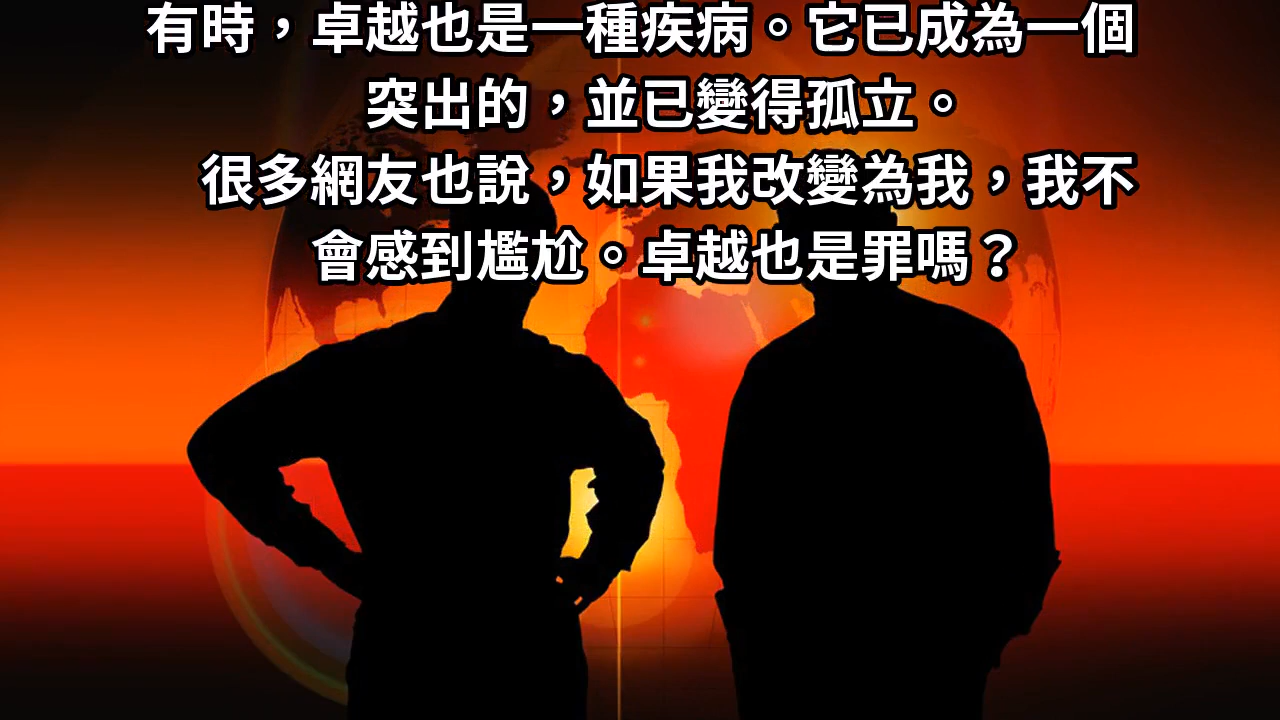 有時，卓越也是一種疾病。它已成為一個
突出的，並已變得孤立。
很多網友也說，如果我改變為我，我不
會感到尷尬。卓越也是罪嗎？